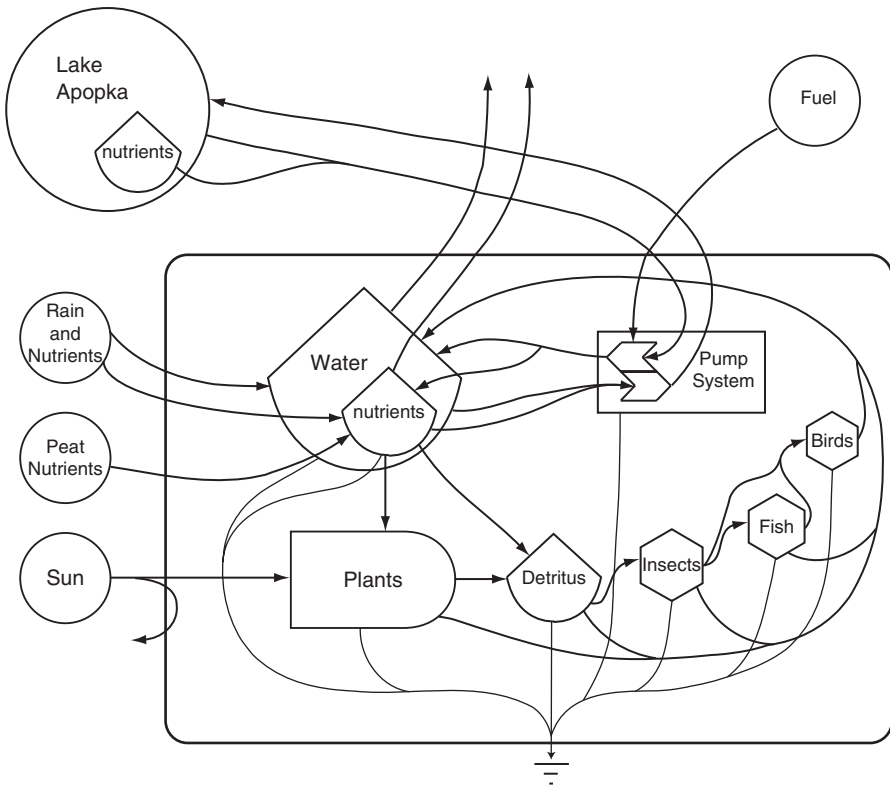 Lake
Apopka
nutrients
Fuel
Rain
and
Nutrients
Water
nutrients
Pump
System
Peat
Nutrients
Birds
Fish
Insects
Sun
Plants
Detritus